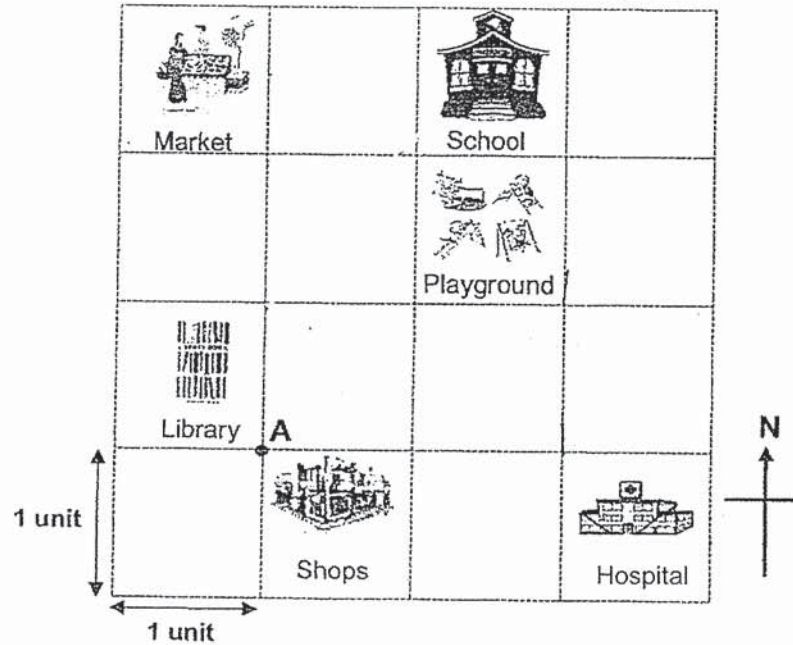 Market
School
Playground
Library
A
N
1 unit
Shops
Hospital
1 unit